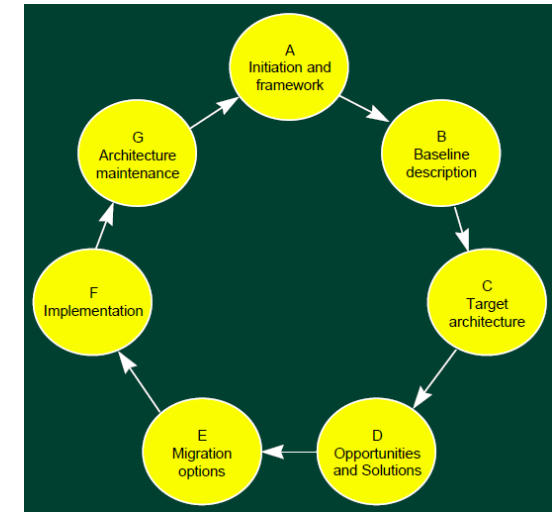 A
Initiation and
framework
B
Baseline
description
C
Target
architecture
D
Opportunities
and Solutions
E
Migration
options
F
Implementation
G
Architecture
maintenance